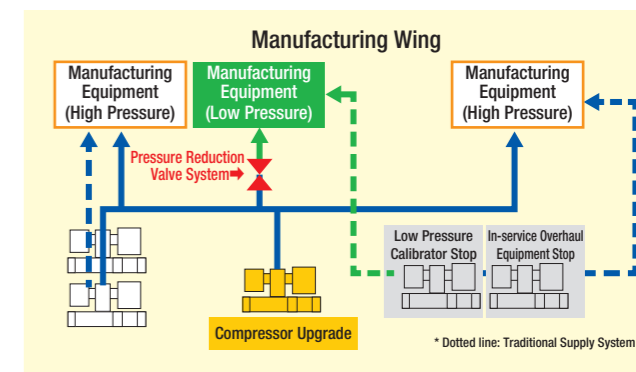 Manufacturing Wing
Manufacturing
Equipment
(High Pressure)
Manufacturing
Equipment
(Low Pressure)
Manufacturing
Equipment
(High Pressure)
Pressure Reduction
Valve System
Low Pressure
Calibrator Stop
In-service Overhaul
Equipment Stop
Compressor Upgrade
* Dotted line: Traditional Supply System